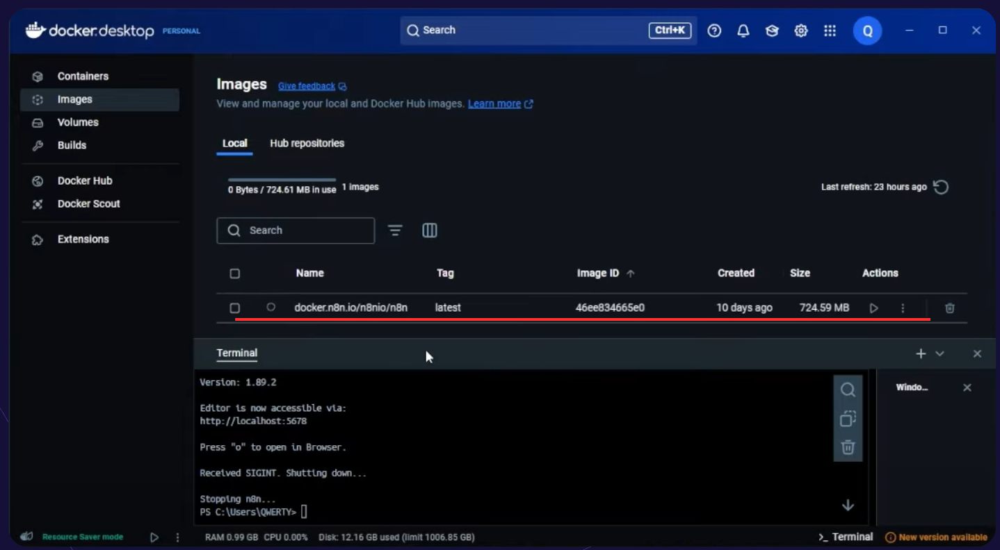 docker.desktop PERSONAL
Search
Ctrl+K
Q
Containers
Images
Volumes
Builds
Docker Hub
Docker Scout
Extensions
Images Give feedback
View and manage your local and Docker Hub images. Learn more
Local Hub repositories
0 Bytes / 724.61 MB in use 1 images
Last refresh: 23 hours ago
Search
Name Tag Image ID Created Size Actions
docker.n8n.io/n8nio/n8n latest 46ee834665e0 10 days ago 724.59 MB
Terminal
Version: 1.89.2
Editor is now accessible via:
http://localhost:5678
Press "o" to open in Browser.
Received SIGINT. Shutting down...
Stopping n8n...
PS C:\Users\QWERTY>
Windo...
Resource Saver mode
RAM 0.99 GB CPU 0.00% Disk: 12.16 GB used (limit 1006.85 GB)
>_ Terminal
New version available